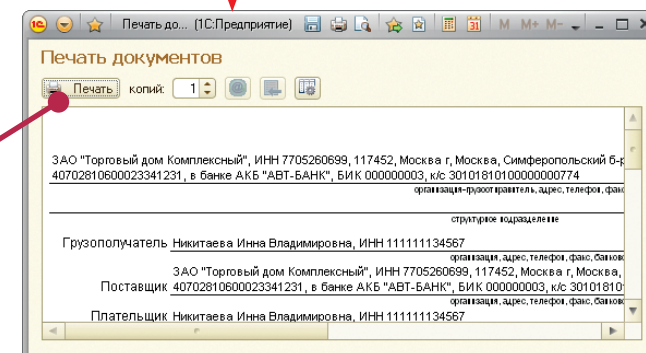 Печать до... (1С:Предприятие) M M+ M-
Печать документов
Печать копий: 1
ЗАО "Торговый дом Комплексный", ИНН 7705260699, 117452, Москва г, Москва, Симферопольский б-р
40702810600023341231, в банке АКБ "АВТ-БАНК", БИК 000000003, к/с 30101810100000000774
организация-грузоотправитель, адрес, телефон, факс
структурное подразделение
Грузополучатель Никитаева Инна Владимировна, ИНН 111111134567
организация, адрес, телефон, факс, банков
ЗАО "Торговый дом Комплексный", ИНН 7705260699, 117452, Москва г, Москва,
Поставщик 40702810600023341231, в банке АКБ "АВТ-БАНК", БИК 000000003, к/с 30101810
организация, адрес, телефон, факс, банков
Плательщик Никитаева Инна Владимировна, ИНН 111111134567